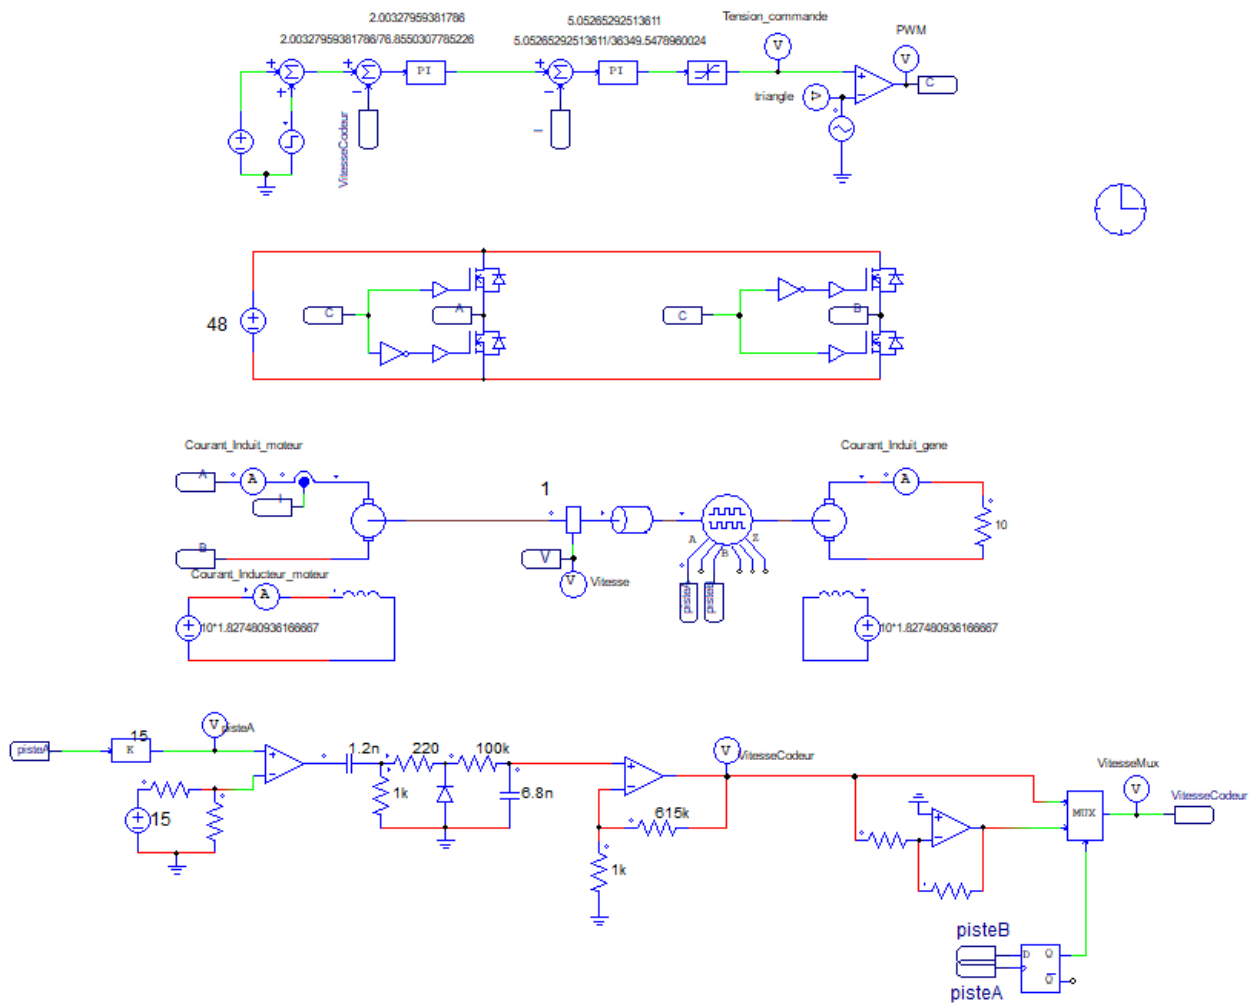 2.00327959381786
2.00327959381786/76.8550307785226
5.05265292513611
5.05265292513611/36349.5478960024
Tension_commande
V
PWM
V
PI
PI
triangle
V
C
VitesseCodeur
I
48
C
A
C
B
Courant_Induit_moteur
A
A
I
B
1
V
V
Vitesse
A
B
Z
pisteA
pisteB
Courant_Induit_gene
A
10
Courant_Inducteur_moteur
A
10*1.827480936166667
10*1.827480936166667
pisteA
15
K
V
pisteA
15
1.2n
220
100k
1k
6.8n
615k
1k
V
VitesseCodeur
VitesseMux
V
MUX
VitesseCodeur
pisteB
pisteA
D
Q
Q